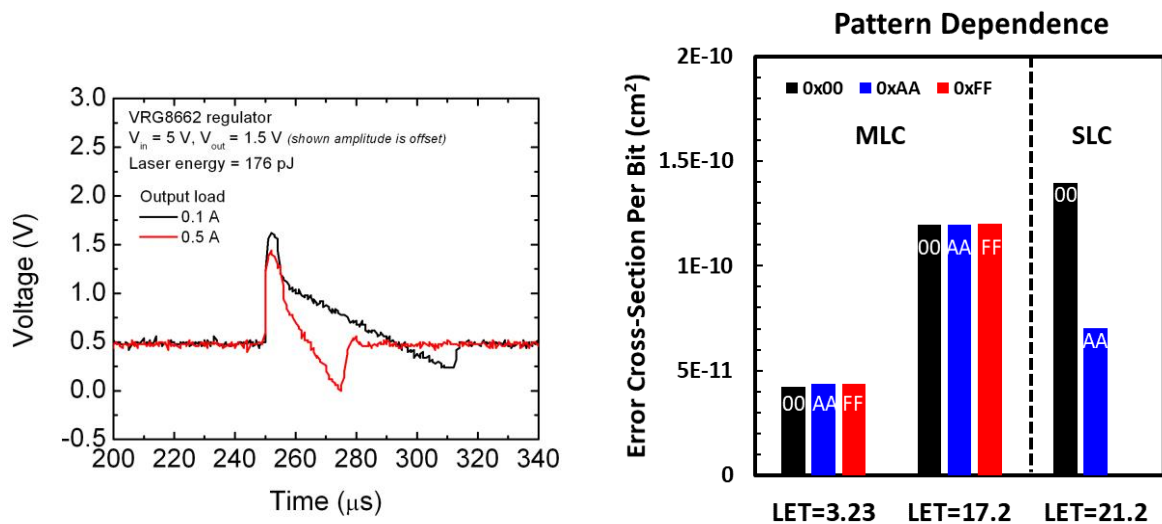 3.0
2.5
2.0
1.5
1.0
0.5
0.0
-0.5
Voltage (V)
VRG8662 regulator
V_in = 5 V, V_out = 1.5 V (shown amplitude is offset)
Laser energy = 176 pJ
Output load
0.1 A
0.5 A
200 220 240 260 280 300 320 340
Time (μs)
Pattern Dependence
Error Cross-Section Per Bit (cm²)
2E-10
1.5E-10
1E-10
5E-11
0
0x00 0xAA 0xFF
MLC SLC
00 AA FF
00 AA FF
00
AA
LET=3.23 LET=17.2 LET=21.2